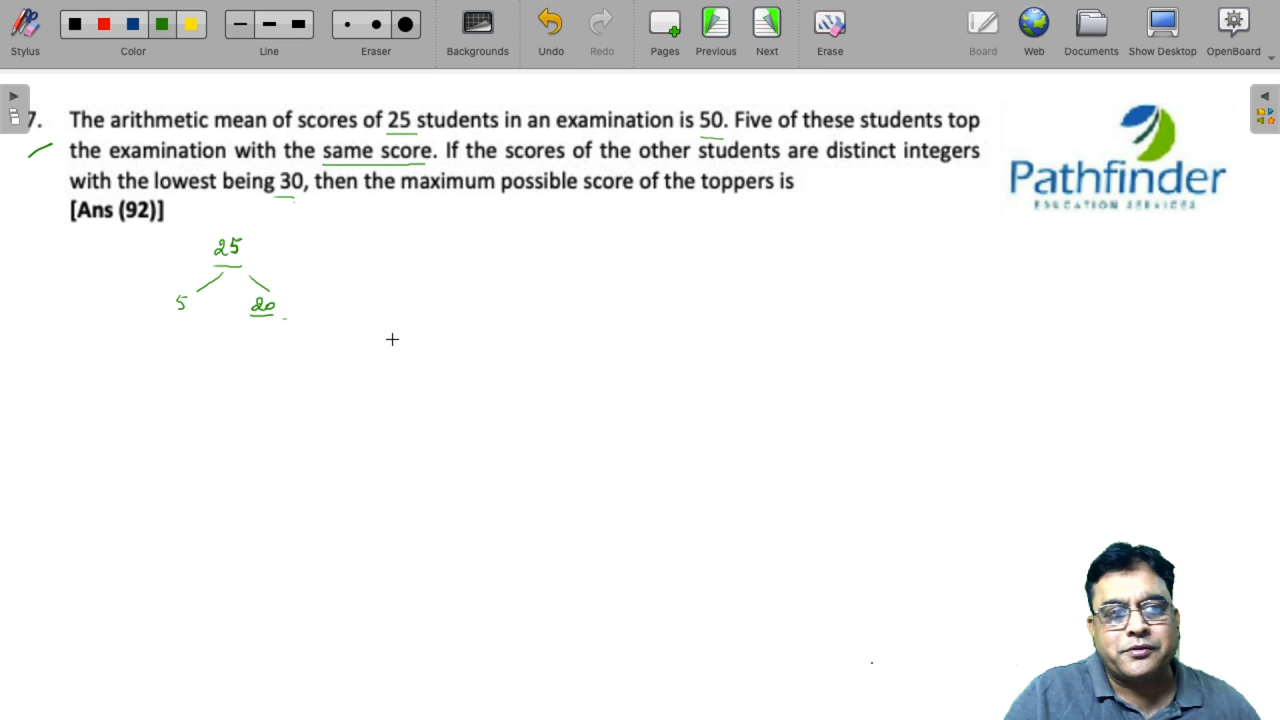 Stylus
Color
Line
Eraser
Backgrounds
Undo
Redo
Pages
Previous
Next
Erase
Board
Web
Documents
Show Desktop
OpenBoard
7. The arithmetic mean of scores of 25 students in an examination is 50. Five of these students top
the examination with the same score. If the scores of the other students are distinct integers
with the lowest being 30, then the maximum possible score of the toppers is
[Ans (92)]
Pathfinder
EDUCATION SERVICES
25
5 20